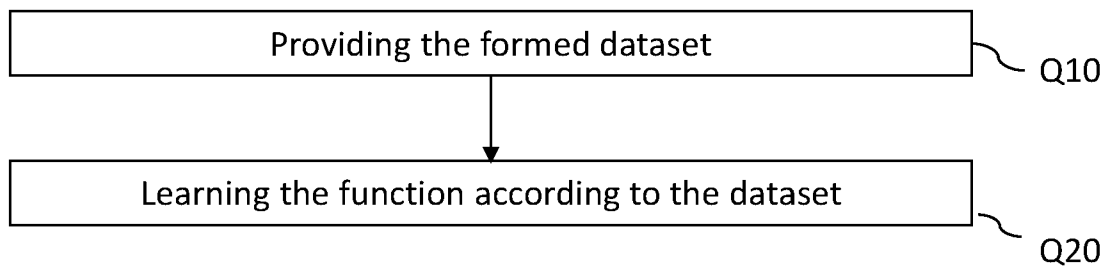 Providing the formed dataset
Q10
Learning the function according to the dataset
Q20